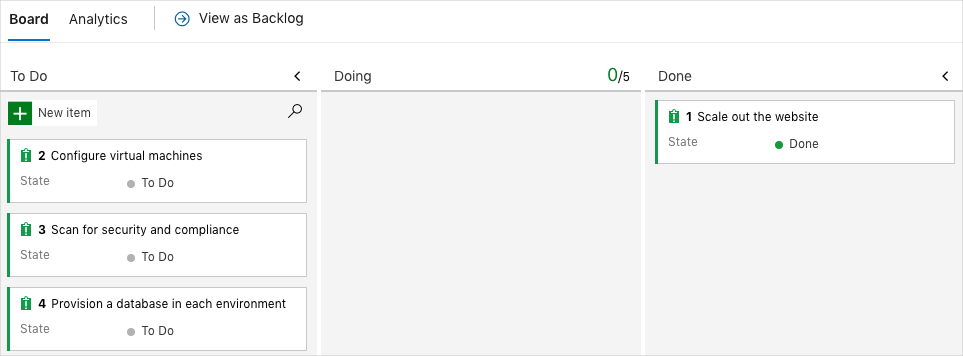 Board Analytics View as Backlog
To Do
New item
2 Configure virtual machines
State To Do
3 Scan for security and compliance
State To Do
4 Provision a database in each environment
State To Do
Doing 0/5
Done
1 Scale out the website
State Done